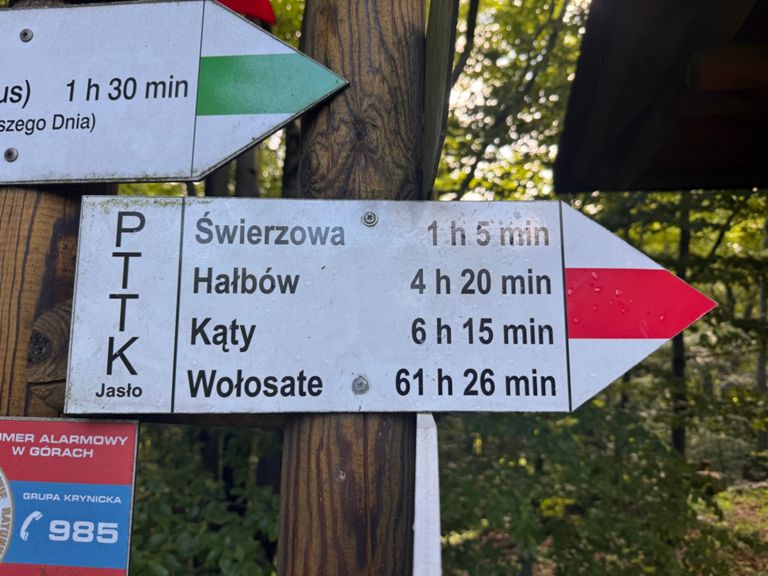 us) 1 h 30 min
szego Dnia)
PTTK
Jasło
Świerzowa 1 h 5 min
Hałbów 4 h 20 min
Kąty 6 h 15 min
Wołosate 61 h 26 min
UMER ALARMOWY
W GÓRACH
GRUPA KRYNICKA
985